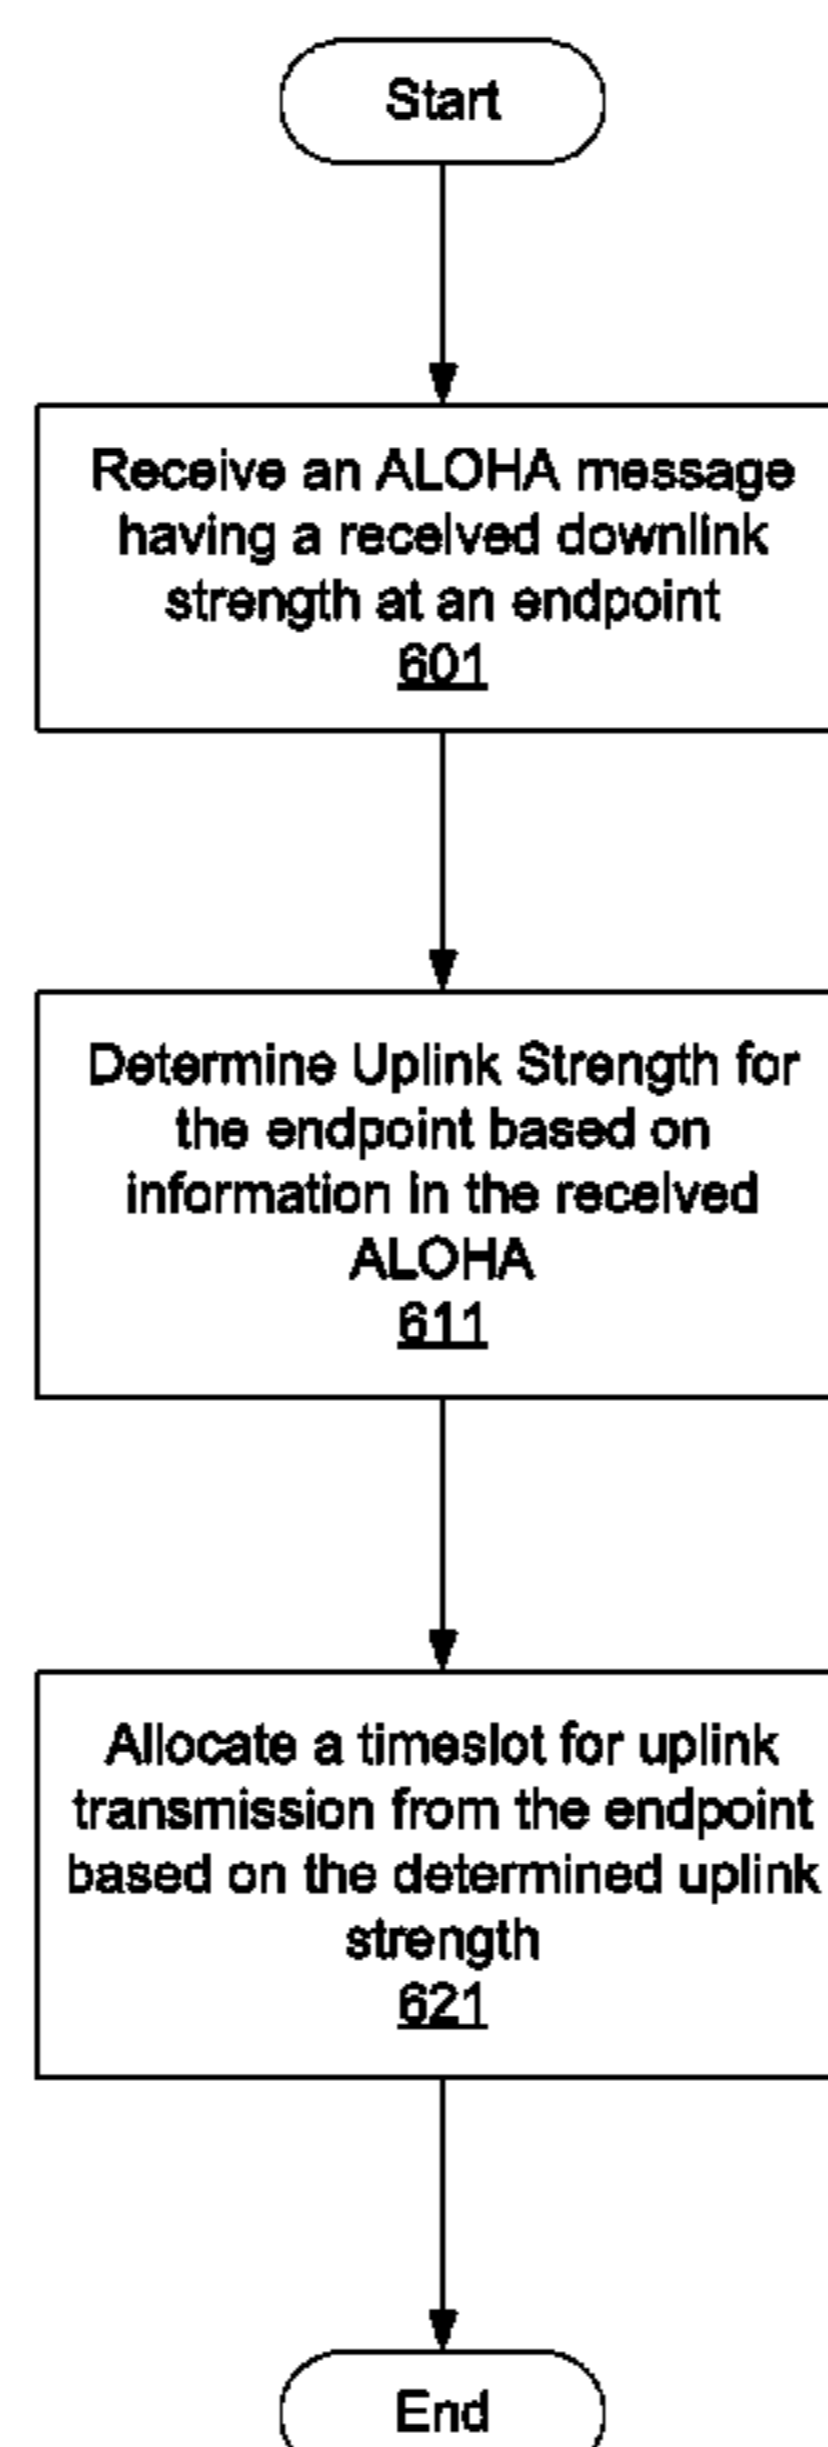 Start
Receive an ALOHA message
having a received downlink
strength at an endpoint
601
Determine Uplink Strength for
the endpoint based on
information in the received
ALOHA
611
Allocate a timeslot for uplink
transmission from the endpoint
based on the determined uplink
strength
621
End